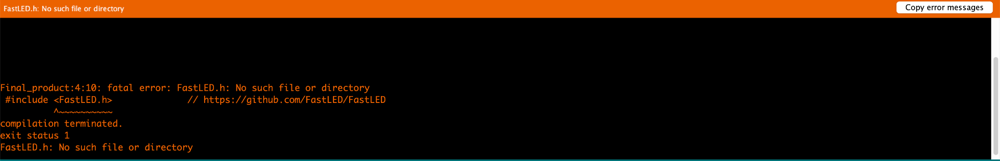 FastLED.h: No such file or directory
Copy error messages
Final_product:4:10: fatal error: FastLED.h: No such file or directory
 #include <FastLED.h>              // https://github.com/FastLED/FastLED
          ^~~~~~~~~~~
compilation terminated.
exit status 1
FastLED.h: No such file or directory